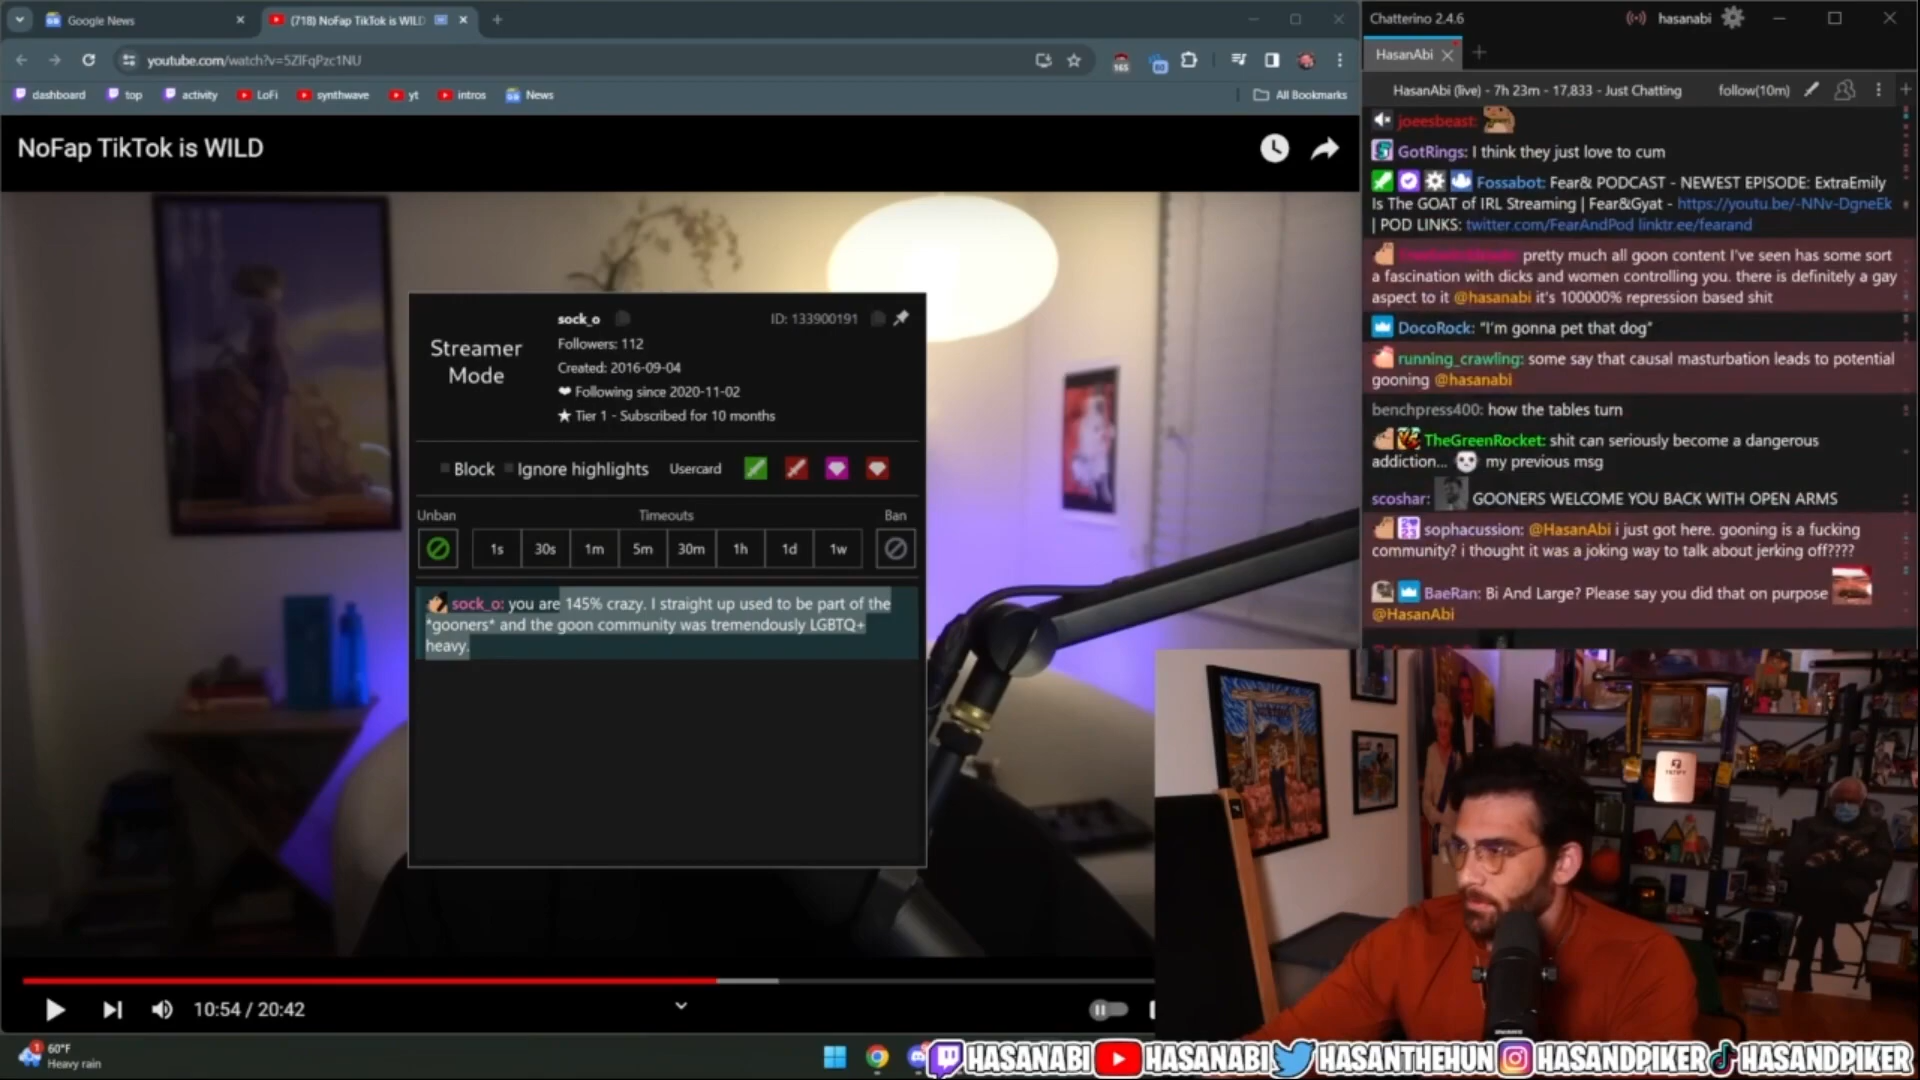 Google News
(718) NoFap TikTok is WILD
youtube.com/watch?v=5ZlFqPzc1NU
dashboard
top
activity
LoFi
synthwave
yt
intros
News
All Bookmarks
NoFap TikTok is WILD
Streamer
Mode
sock_o
ID: 133900191
Followers: 112
Created: 2016-09-04
Following since 2020-11-02
Tier 1 - Subscribed for 10 months
Block
Ignore highlights
Usercard
Unban
Timeouts
Ban
1s
30s
1m
5m
30m
1h
1d
1w
sock_o: you are 145% crazy. I straight up used to be part of the
*gooners* and the goon community was tremendously LGBTQ+
heavy.
10:54 / 20:42
1
60°F
Heavy rain
Chatterino 2.4.6
hasanabi
HasanAbi
HasanAbi (live) - 7h 23m - 17,833 - Just Chatting
follow(10m)
joeesbeast:
GotRings: I think they just love to cum
Fossabot: Fear& PODCAST - NEWEST EPISODE: ExtraEmily
Is The GOAT of IRL Streaming | Fear&Gyat - https://youtu.be/-NNv-DgneEk
| POD LINKS: twitter.com/FearAndPod linktr.ee/fearand
pretty much all goon content I've seen has some sort
a fascination with dicks and women controlling you. there is definitely a gay
aspect to it @hasanabi it's 100000% repression based shit
DocoRock: "I'm gonna pet that dog"
running_crawling: some say that causal masturbation leads to potential
gooning @hasanabi
benchpress400: how the tables turn
TheGreenRocket: shit can seriously become a dangerous
addiction... my previous msg
scoshar: GOONERS WELCOME YOU BACK WITH OPEN ARMS
sophacussion: @HasanAbi i just got here. gooning is a fucking
community? i thought it was a joking way to talk about jerking off????
BaeRan: Bi And Large? Please say you did that on purpose
@HasanAbi
HASANABI
HASANABI
HASANTHEHUN
HASANDPIKER
HASANDPIKER